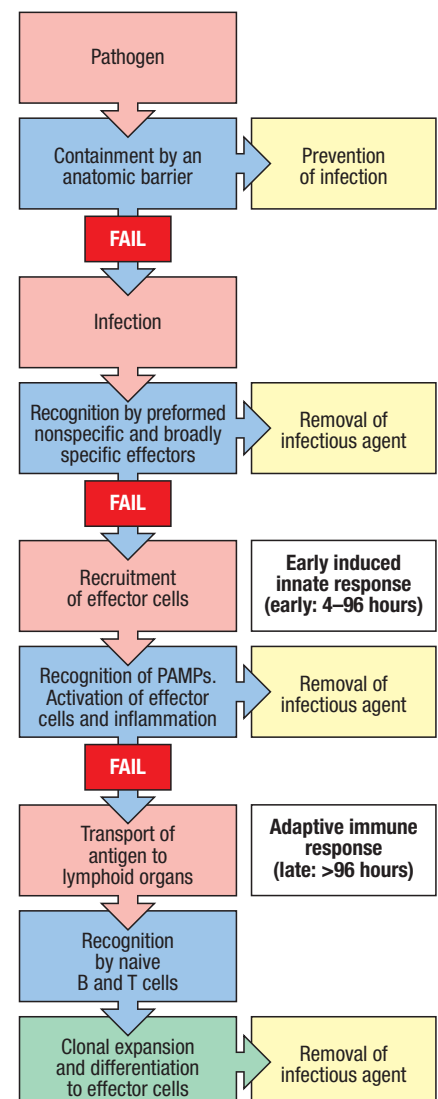 Pathogen
Containment by an
anatomic barrier
Prevention
of infection
FAIL
Infection
Recognition by preformed
nonspecific and broadly
specific effectors
Removal of
infectious agent
FAIL
Recruitment
of effector cells
Early induced
innate response
(early: 4–96 hours)
Recognition of PAMPs.
Activation of effector
cells and inflammation
Removal of
infectious agent
FAIL
Transport of
antigen to
lymphoid organs
Adaptive immune
response
(late: >96 hours)
Recognition
by naive
B and T cells
Clonal expansion
and differentiation
to effector cells
Removal of
infectious agent